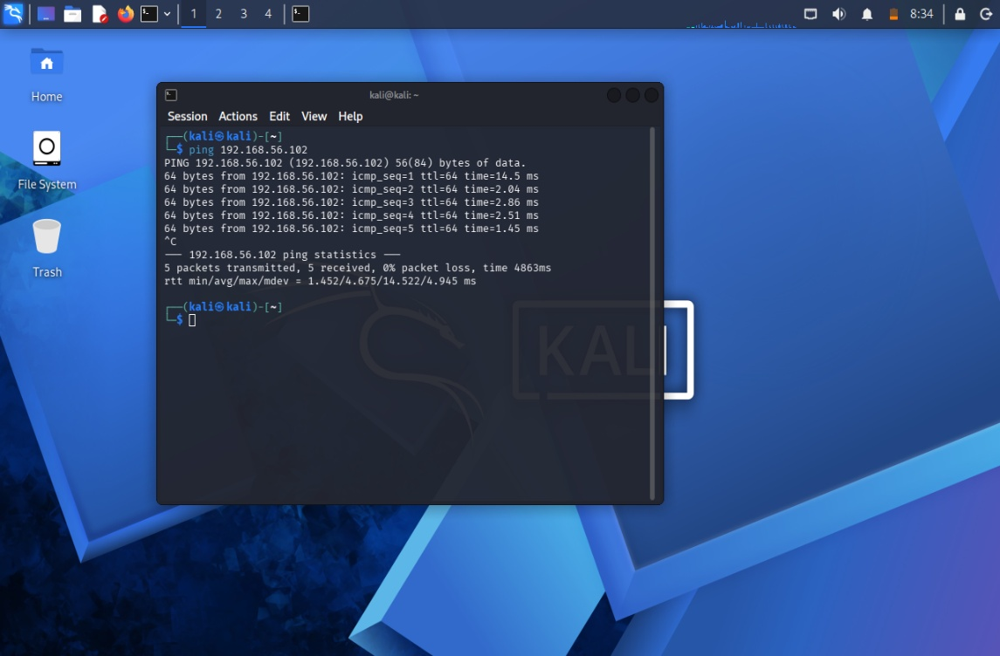 1 2 3 4
8:34
Home
File System
Trash
kali@kali: ~
Session Actions Edit View Help
┌──(kali㉿kali)-[~]
└─$ ping 192.168.56.102
PING 192.168.56.102 (192.168.56.102) 56(84) bytes of data.
64 bytes from 192.168.56.102: icmp_seq=1 ttl=64 time=14.5 ms
64 bytes from 192.168.56.102: icmp_seq=2 ttl=64 time=2.04 ms
64 bytes from 192.168.56.102: icmp_seq=3 ttl=64 time=2.86 ms
64 bytes from 192.168.56.102: icmp_seq=4 ttl=64 time=2.51 ms
64 bytes from 192.168.56.102: icmp_seq=5 ttl=64 time=1.45 ms
^C
--- 192.168.56.102 ping statistics ---
5 packets transmitted, 5 received, 0% packet loss, time 4863ms
rtt min/avg/max/mdev = 1.452/4.675/14.522/4.945 ms
┌──(kali㉿kali)-[~]
└─$
KALI